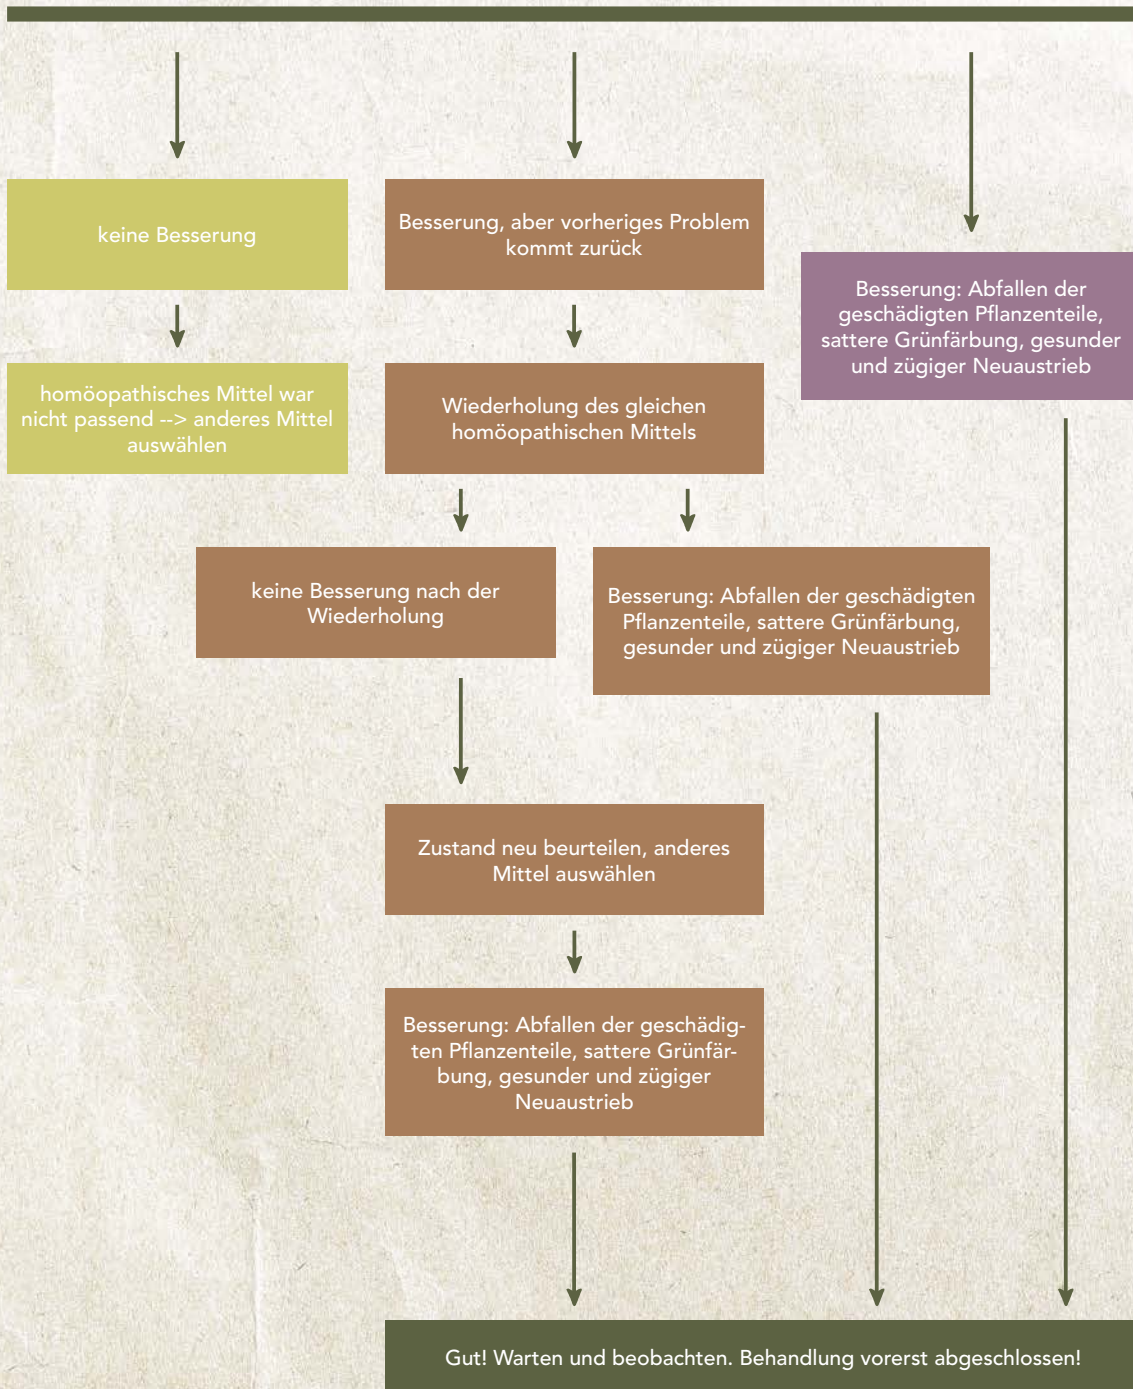 keine Besserung
Besserung, aber vorheriges Problem
kommt zurück
Besserung: Abfallen der
geschädigten Pflanzenteile,
sattere Grünfärbung, gesunder
und zügiger Neuaustrieb
homöopathisches Mittel war
nicht passend --> anderes Mittel
auswählen
Wiederholung des gleichen
homöopathischen Mittels
keine Besserung nach der
Wiederholung
Besserung: Abfallen der geschädigten
Pflanzenteile, sattere Grünfärbung,
gesunder und zügiger Neuaustrieb
Zustand neu beurteilen, anderes
Mittel auswählen
Besserung: Abfallen der geschädig-
ten Pflanzenteile, sattere Grünfär-
bung, gesunder und zügiger
Neuaustrieb
Gut! Warten und beobachten. Behandlung vorerst abgeschlossen!